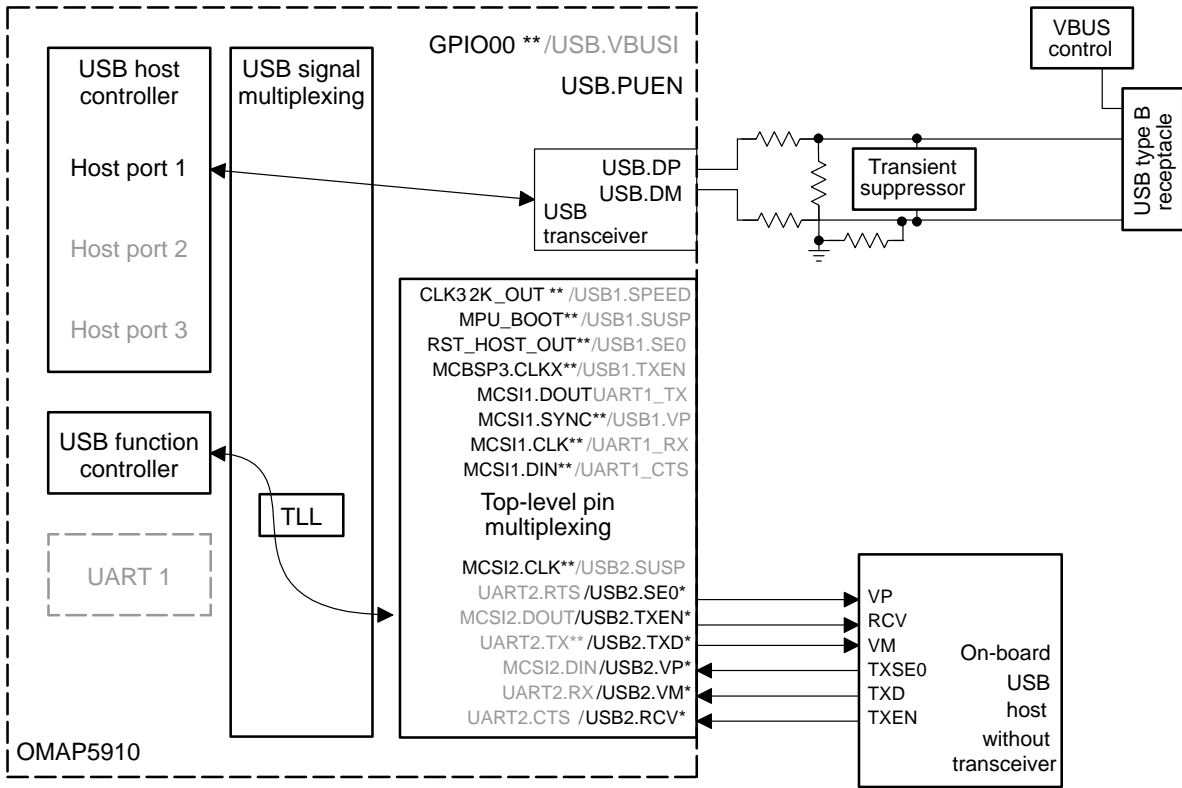 GPIO00 **/USB.VBUSI
USB.PUEN
USB host
controller
Host port 1
Host port 2
Host port 3
USB signal
multiplexing
USB function
controller
TLL
UART 1
USB.DP
USB.DM
USB
transceiver
CLK32K_OUT ** /USB1.SPEED
MPU_BOOT**/USB1.SUSP
RST_HOST_OUT**/USB1.SE0
MCBSP3.CLKX**/USB1.TXEN
MCSI1.DOUTUART1_TX
MCSI1.SYNC**/USB1.VP
MCSI1.CLK**/UART1_RX
MCSI1.DIN**/UART1_CTS
Top-level pin
multiplexing
MCSI2.CLK**/USB2.SUSP
UART2.RTS /USB2.SE0*
MCSI2.DOUT/USB2.TXEN*
UART2.TX**/USB2.TXD*
MCSI2.DIN/USB2.VP*
UART2.RX/USB2.VM*
UART2.CTS /USB2.RCV*
OMAP5910
VBUS
control
Transient
suppressor
USB type B
receptacle
VP
RCV
VM
TXSE0
TXD
TXEN
On-board
USB
host
without
transceiver